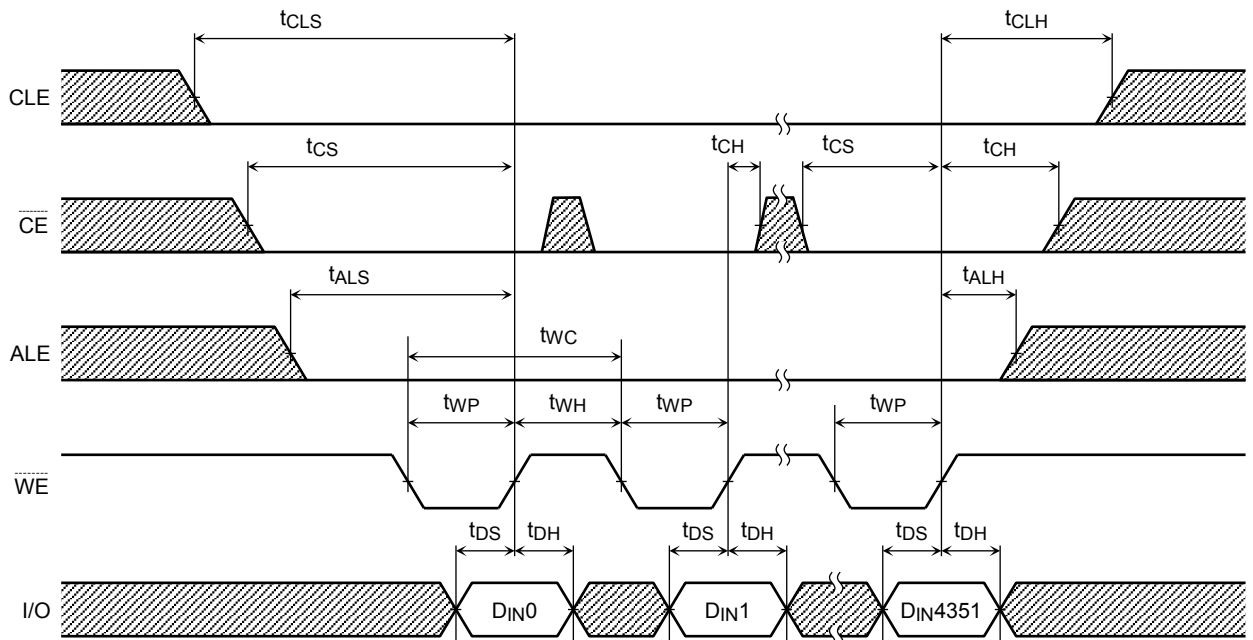 tCLS tCLH
CLE
tCS tCH tCS tCH
CE
tALS tALH
ALE
tWC
tWP tWH tWP tWP
WE
tDS tDH tDS tDH tDS tDH
I/O DIN0 DIN1 DIN4351